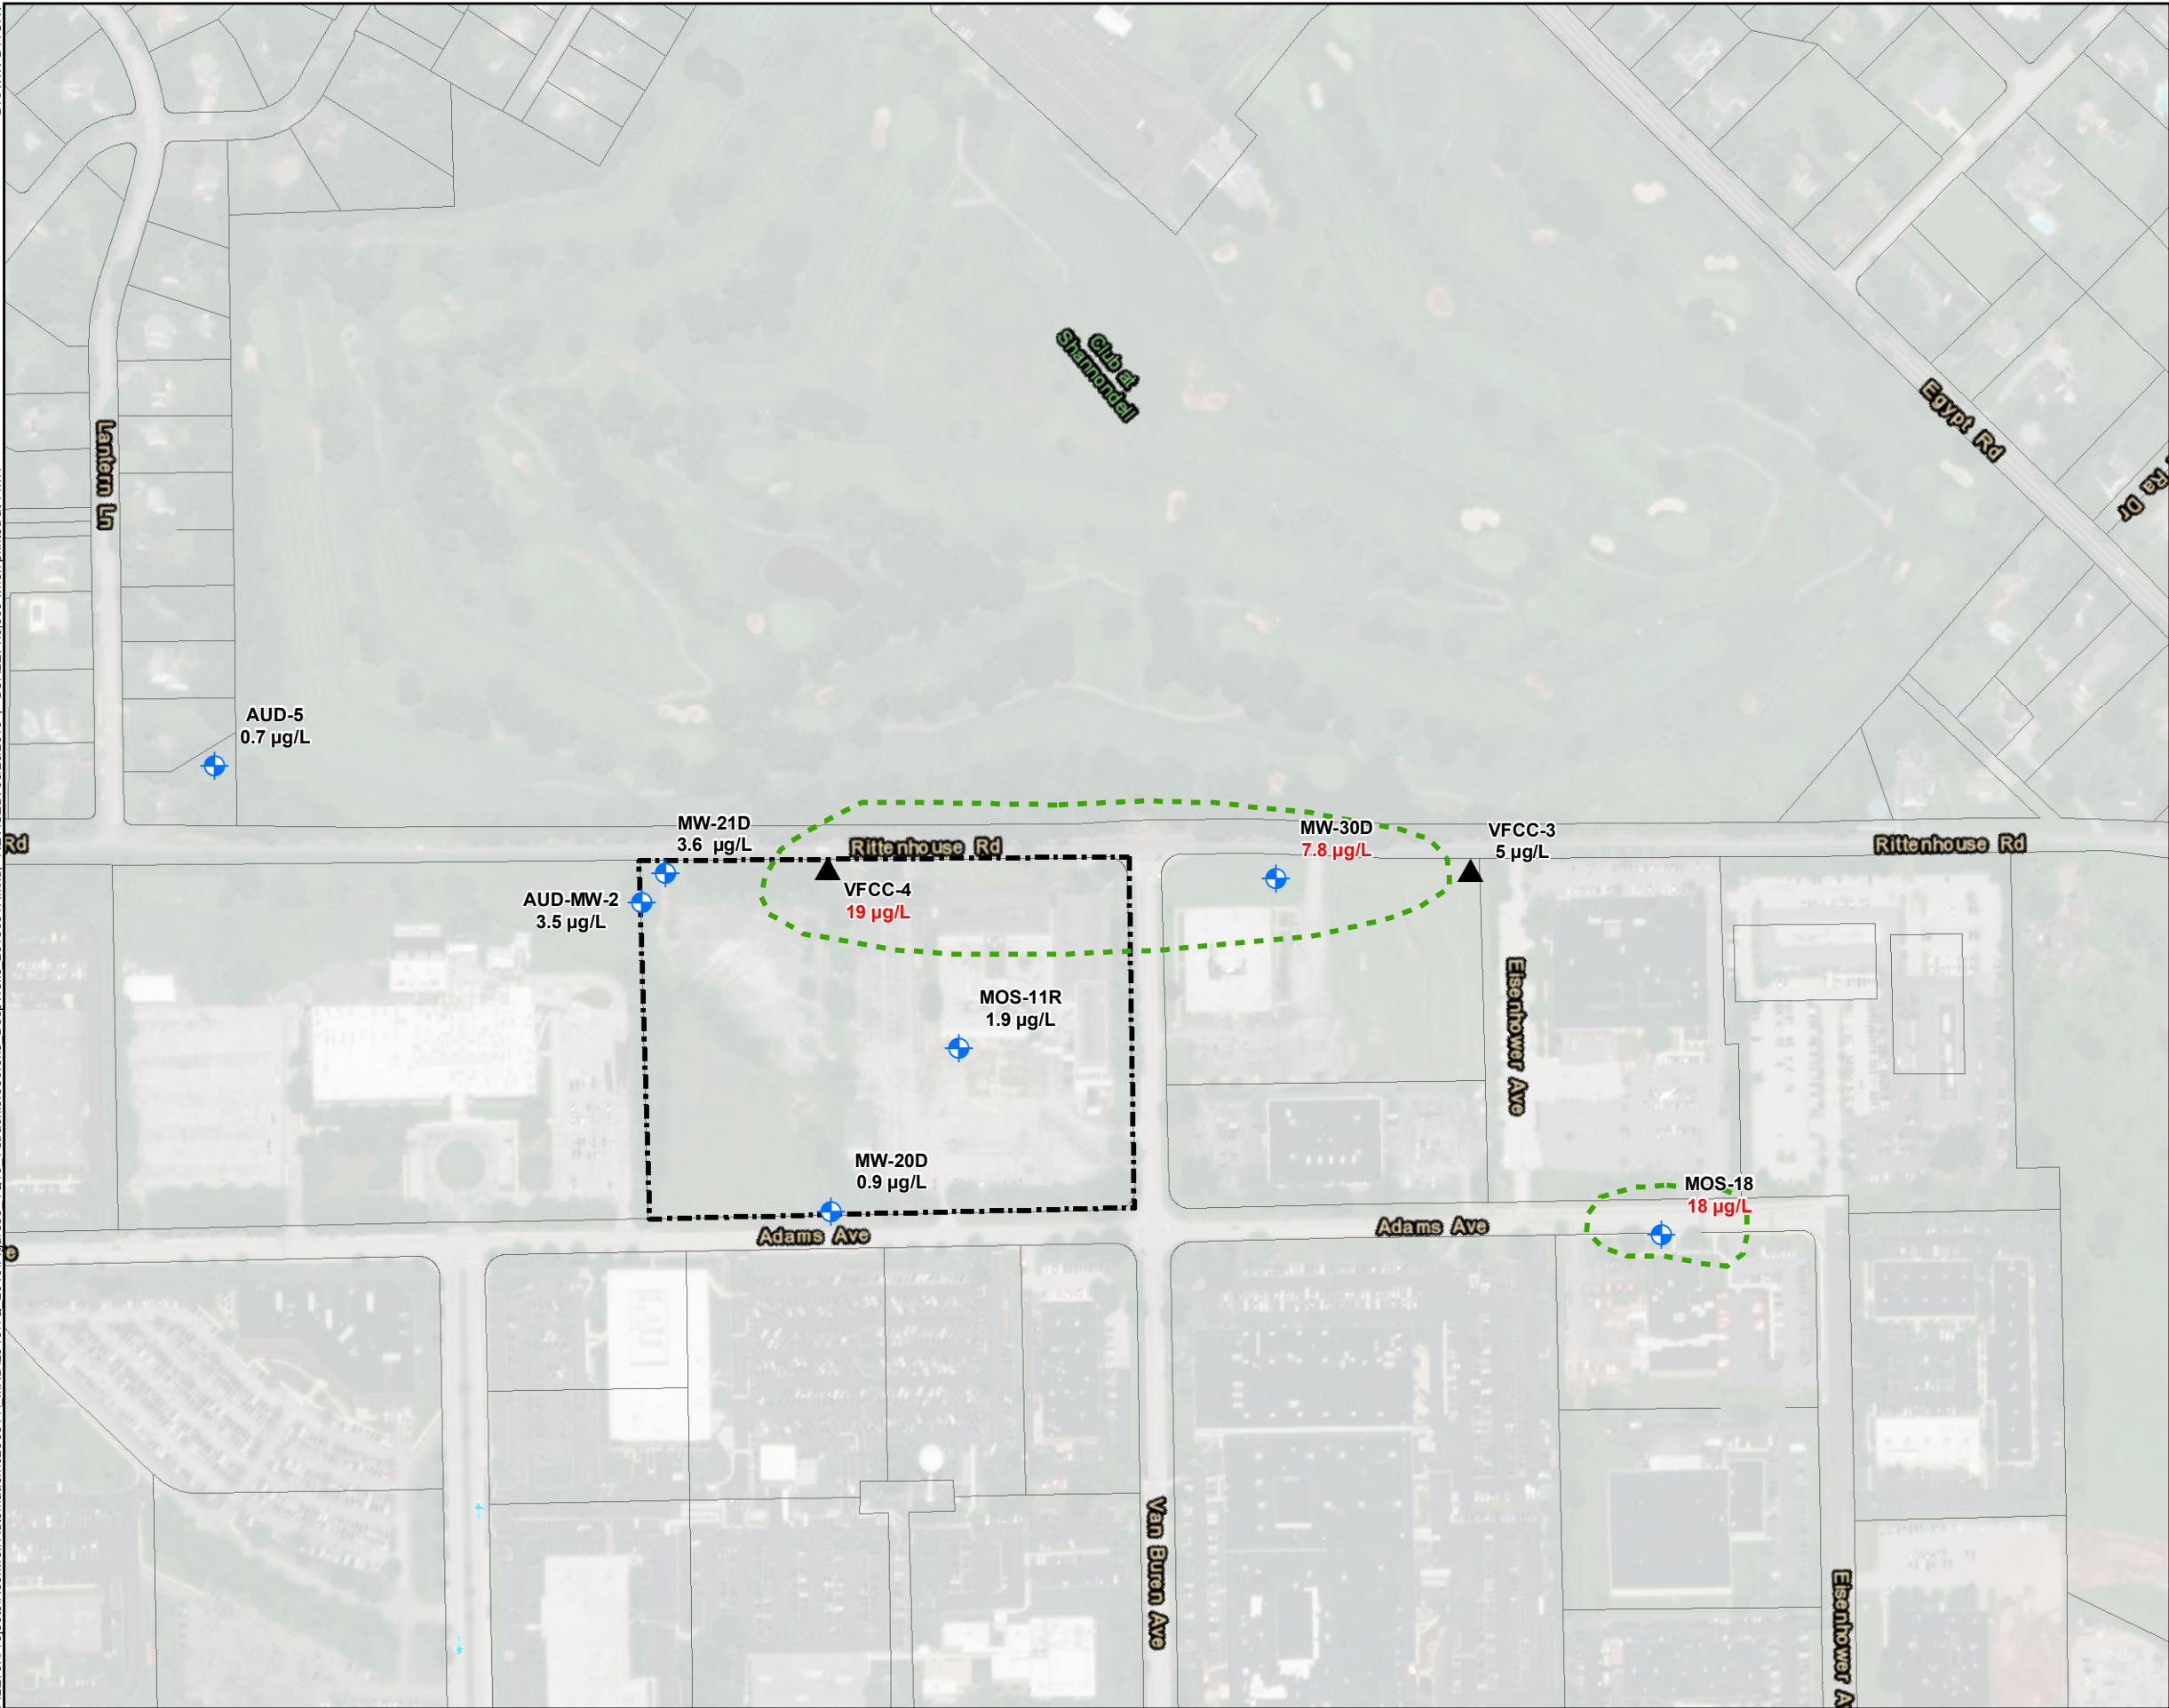 Club at
Shannondell
Egypt Rd
Ra Dr
Lantern Ln
AUD-5
0.7 µg/L
MW-21D
3.6 µg/L
Rd
Rittenhouse Rd
MW-30D
7.8 µg/L
VFCC-3
5 µg/L
Rittenhouse Rd
VFCC-4
19 µg/L
AUD-MW-2
3.5 µg/L
MOS-11R
1.9 µg/L
Eisenhower Ave
MW-20D
0.9 µg/L
MOS-18
18 µg/L
Adams Ave
Adams Ave
e
Van Buren Ave
Eisenhower A